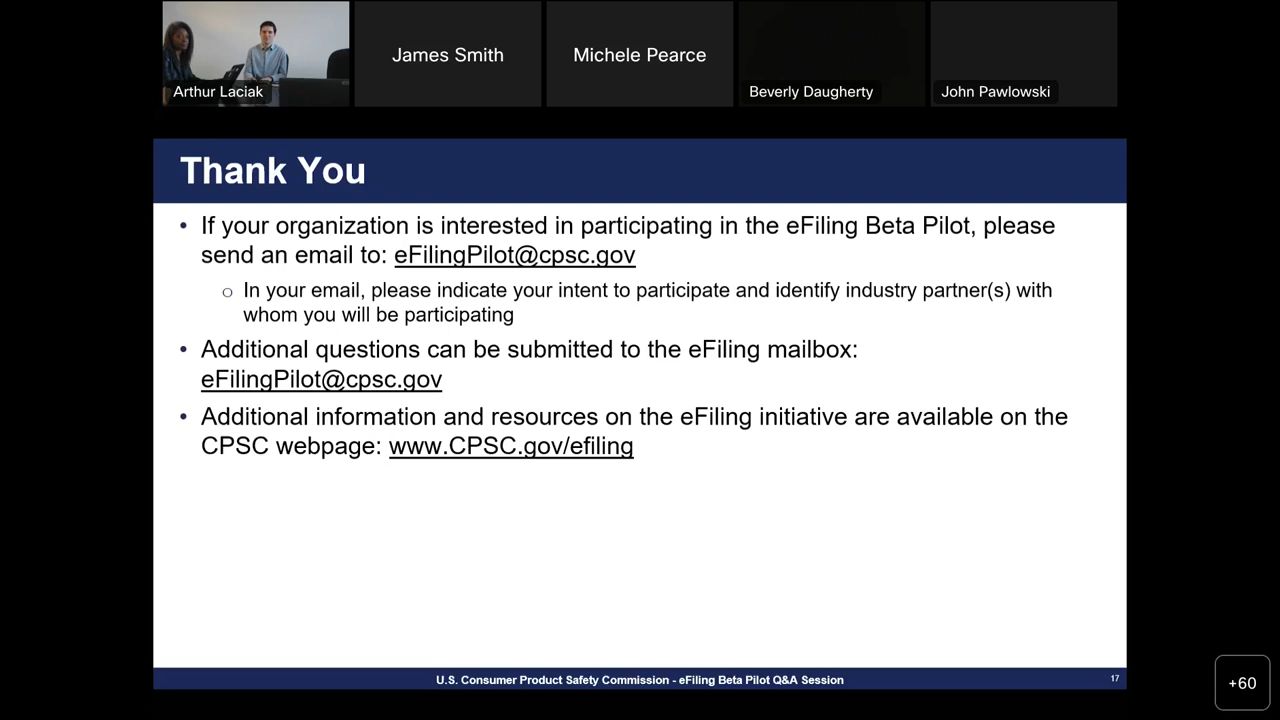 James Smith
Michele Pearce
Arthur Laciak
Beverly Daugherty
John Pawlowski
Thank You
• If your organization is interested in participating in the eFiling Beta Pilot, please
send an email to: eFilingPilot@cpsc.gov
o In your email, please indicate your intent to participate and identify industry partner(s) with
whom you will be participating
• Additional questions can be submitted to the eFiling mailbox:
eFilingPilot@cpsc.gov
• Additional information and resources on the eFiling initiative are available on the
CPSC webpage: www.CPSC.gov/efiling
U.S. Consumer Product Safety Commission - eFiling Beta Pilot Q&A Session
17
+60